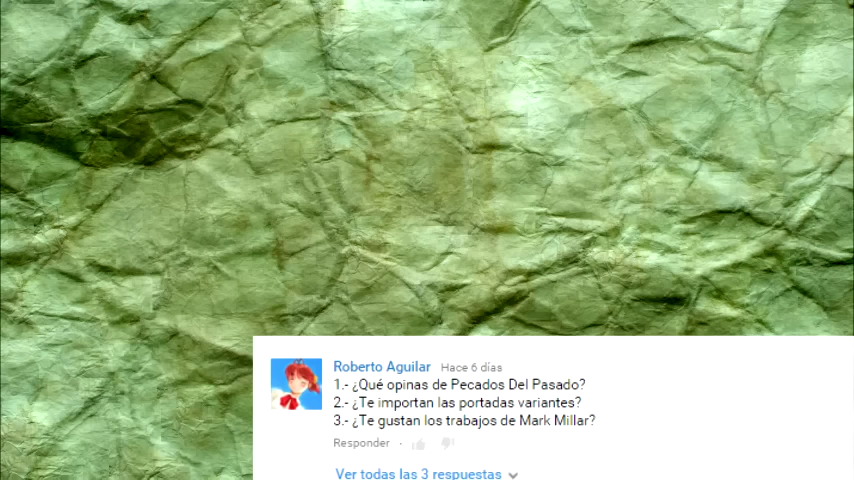 Roberto Aguilar Hace 6 días
1.- ¿Qué opinas de Pecados Del Pasado?
2.- ¿Te importan las portadas variantes?
3.- ¿Te gustan los trabajos de Mark Millar?
Responder ·
Ver todas las 3 respuestas